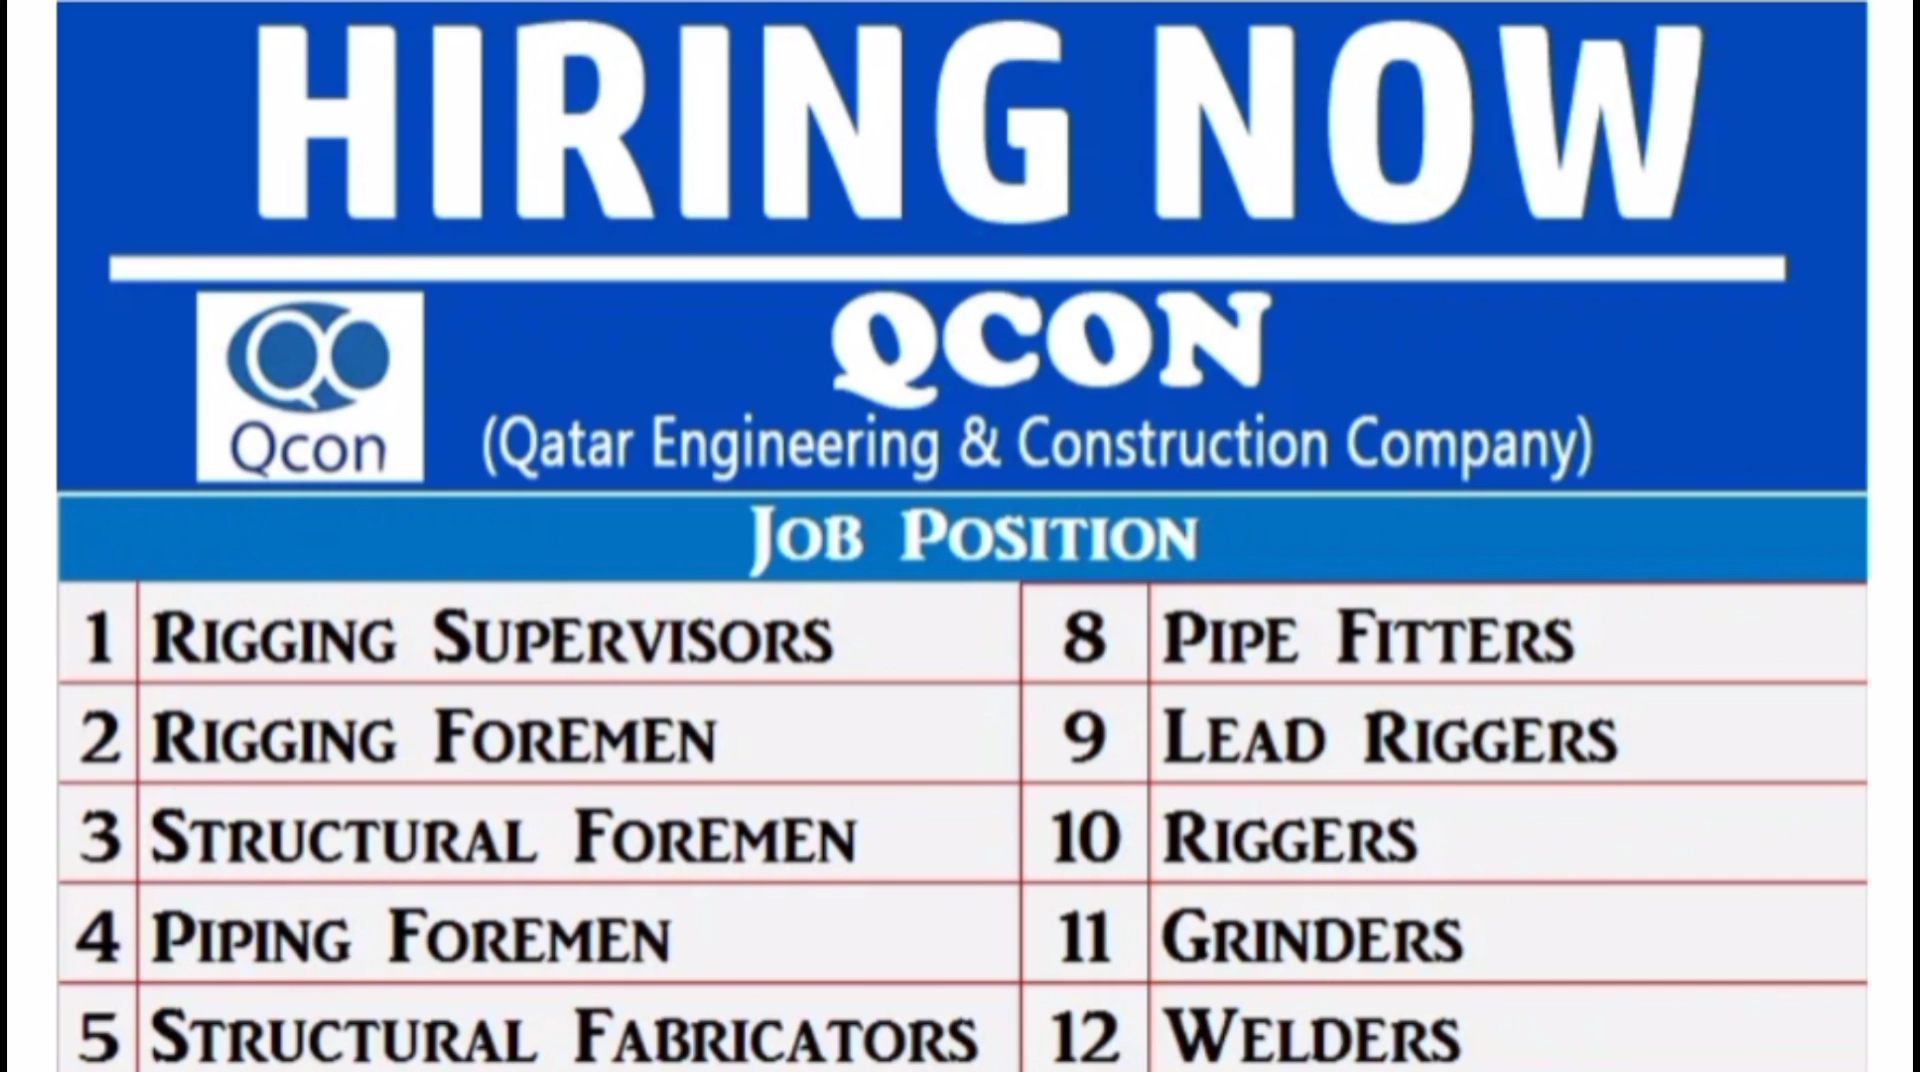 HIRING NOW
QCON
Qcon
(Qatar Engineering & Construction Company)
JOB POSITION
1 RIGGING SUPERVISORS 8 PIPE FITTERS
2 RIGGING FOREMEN 9 LEAD RIGGERS
3 STRUCTURAL FOREMEN 10 RIGGERS
4 PIPING FOREMEN 11 GRINDERS
5 STRUCTURAL FABRICATORS 12 WELDERS